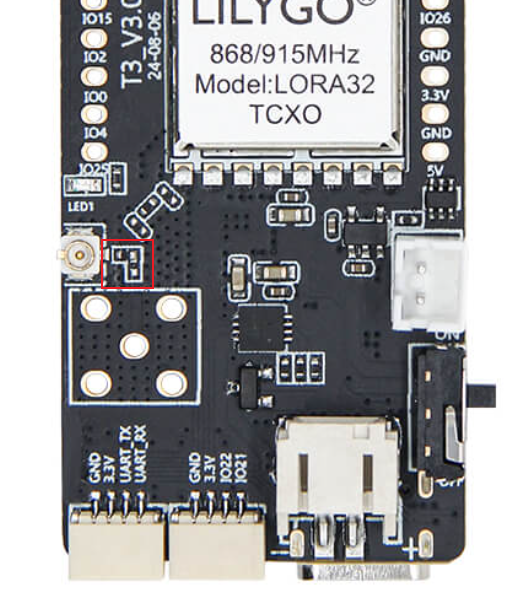 LILYGO®
868/915MHz
Model:LORA32
TCXO
T3_V3.0
24-08-06
IO15
IO2
IO0
IO4
IO25
LED1
IO26
GND
3.3V
GND
5V
ON
OFF
GND
3.3V
UART_TX
UART_RX
GND
3.3V
IO22
IO21
-
+